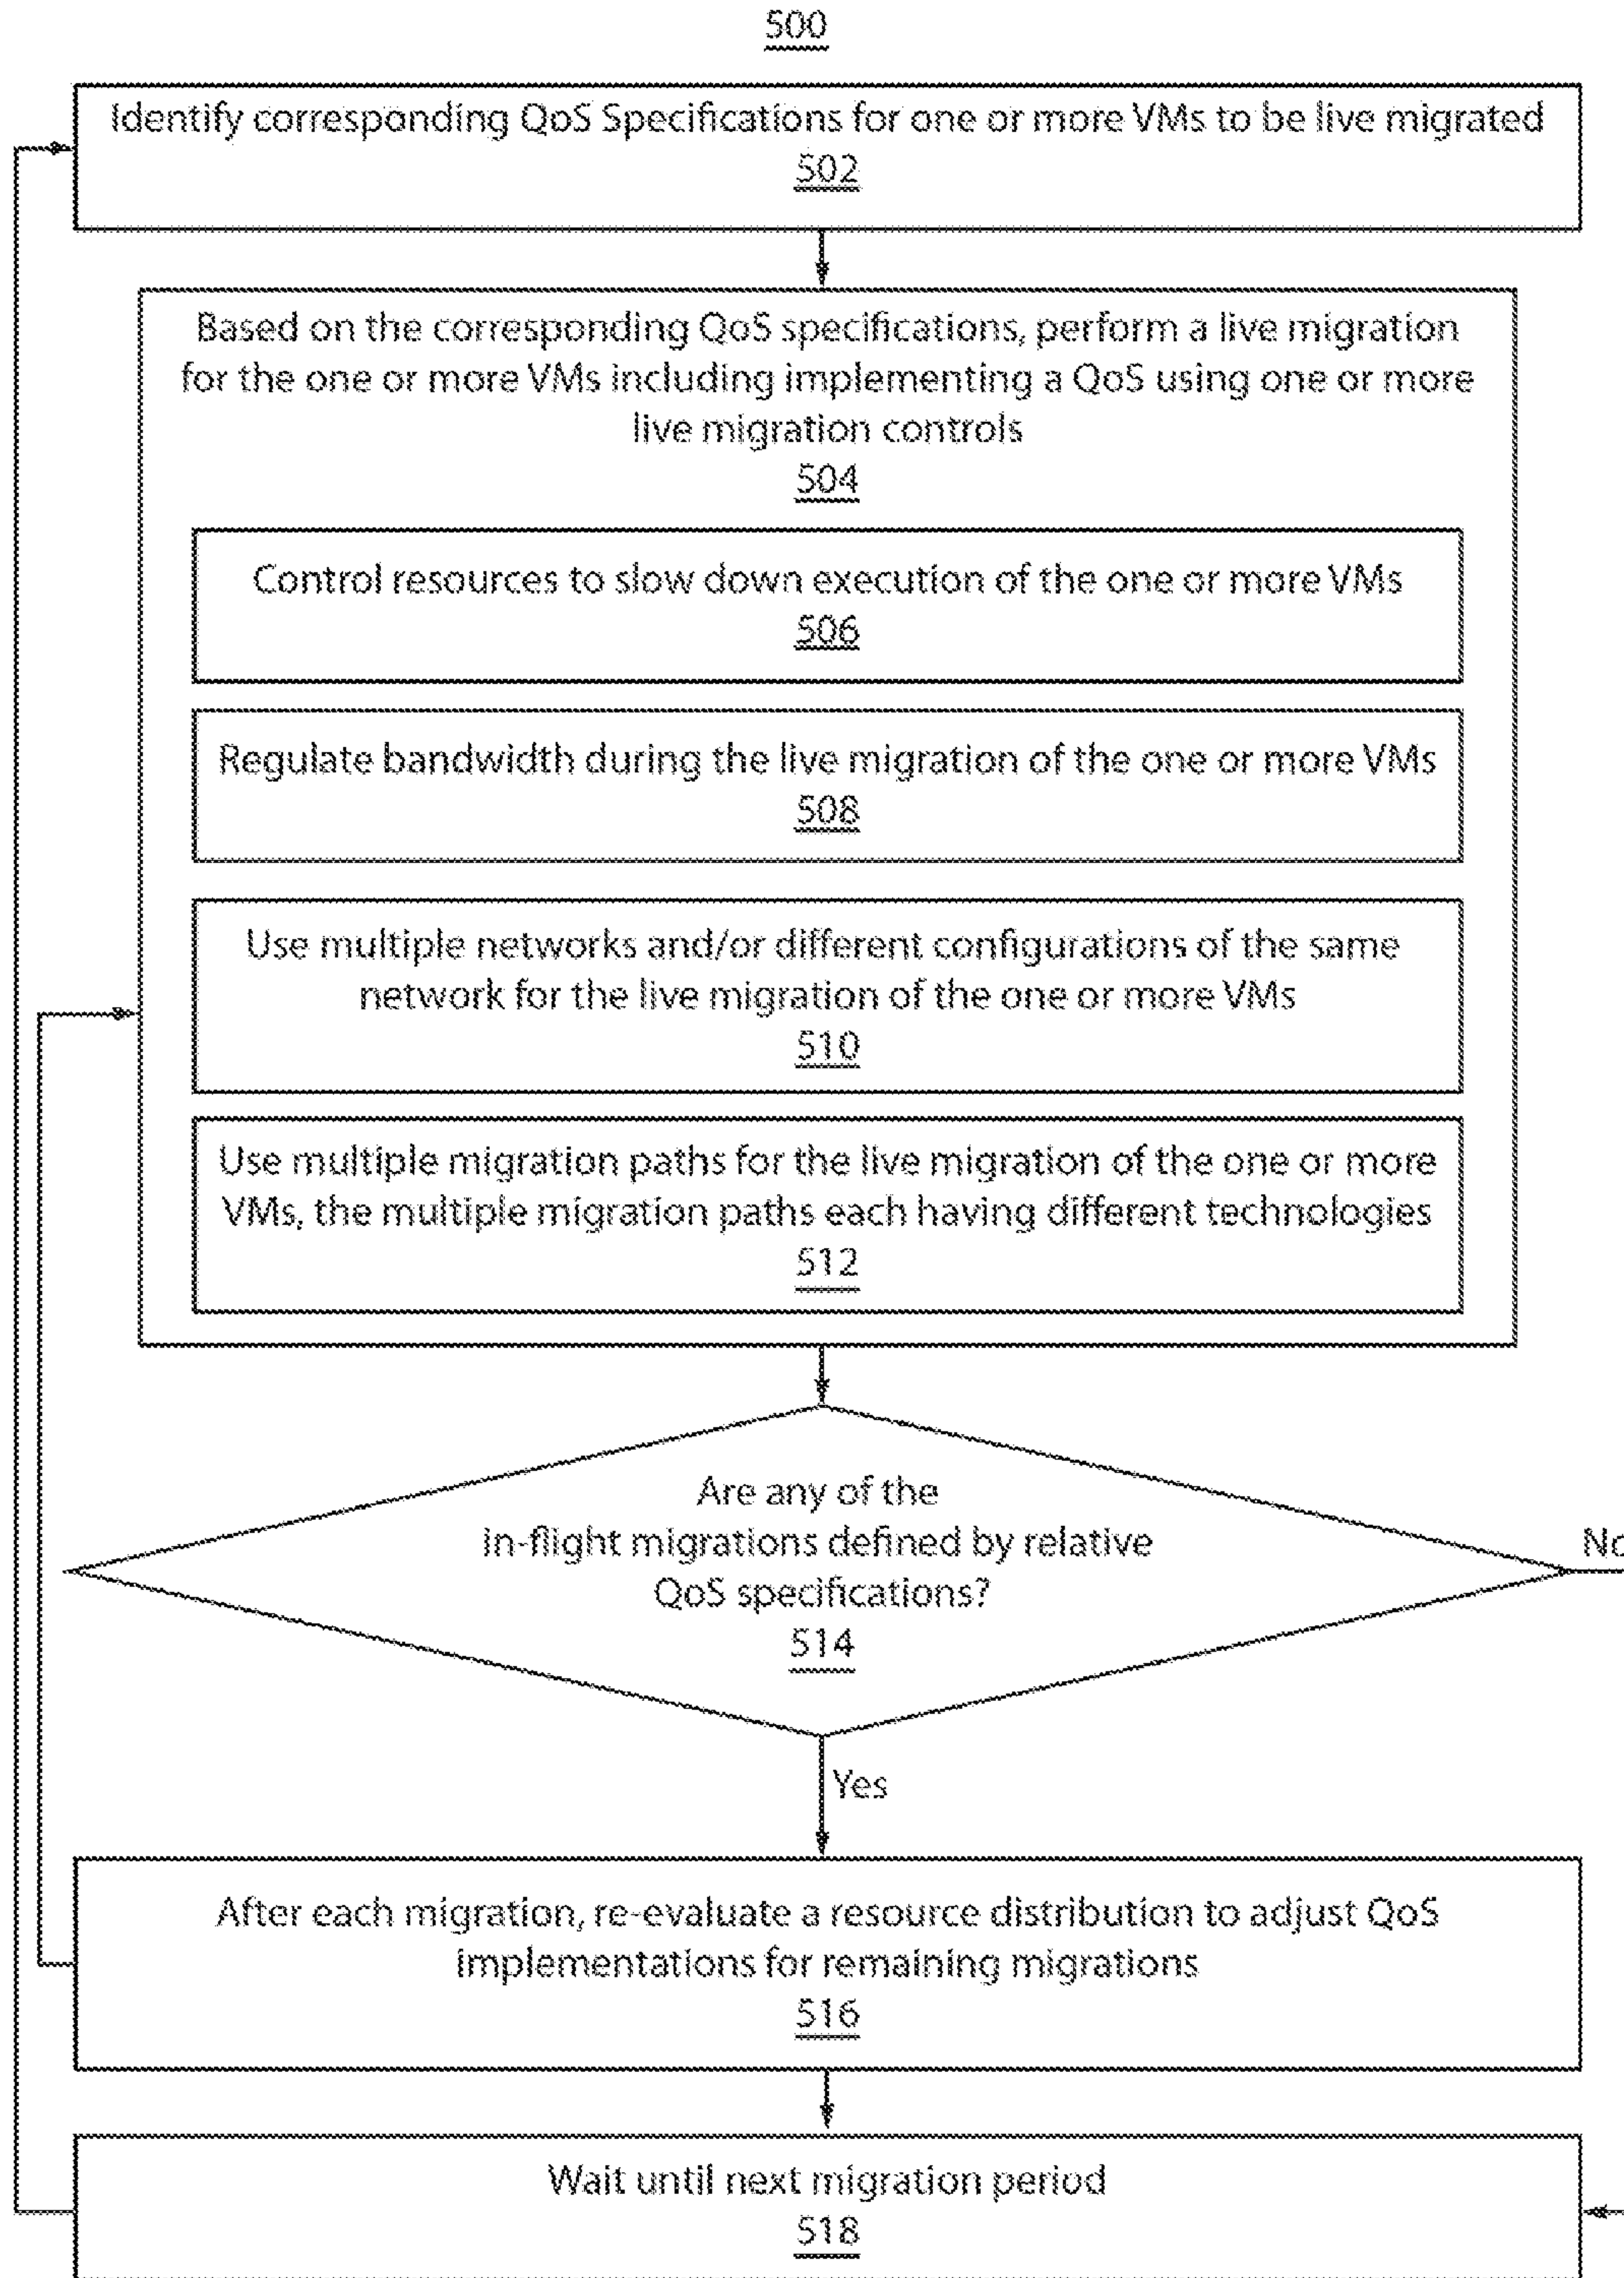 500
Identify corresponding QoS Specifications for one or more VMs to be live migrated
502
Based on the corresponding QoS specifications, perform a live migration
for the one or more VMs including implementing a QoS using one or more
live migration controls
504
Control resources to slow down execution of the one or more VMs
506
Regulate bandwidth during the live migration of the one or more VMs
508
Use multiple networks and/or different configurations of the same
network for the live migration of the one or more VMs
510
Use multiple migration paths for the live migration of the one or more
VMs, the multiple migration paths each having different technologies
512
Are any of the
in-flight migrations defined by relative
QoS specifications?
514
No
Yes
After each migration, re-evaluate a resource distribution to adjust QoS
implementations for remaining migrations
516
Wait until next migration period
518